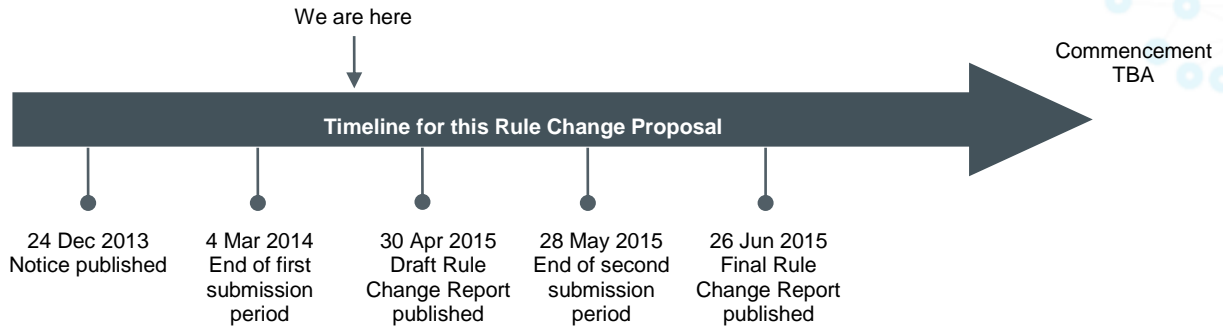 We are here
Commencement
TBA
Timeline for this Rule Change Proposal
24 Dec 2013
Notice published
4 Mar 2014
End of first
submission
period
30 Apr 2015
Draft Rule
Change Report
published
28 May 2015
End of second
submission
period
26 Jun 2015
Final Rule
Change Report
published